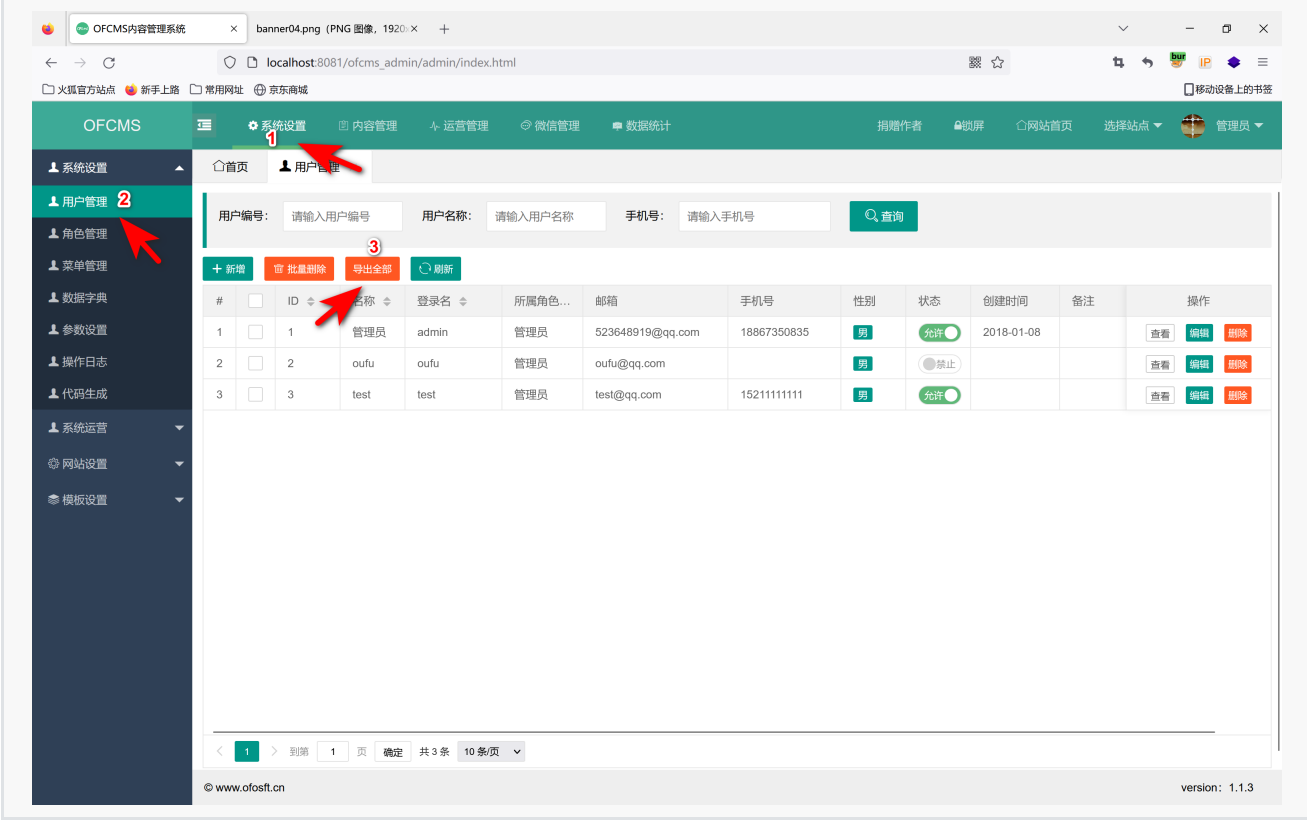 OFCMS内容管理系统 × banner04.png (PNG 图像, 1920× × +
localhost:8081/ofcms_admin/admin/index.html
火狐官方站点 新手上路 常用网址 京东商城 移动设备上的书签
OFCMS 系统设置 内容管理 运营管理 微信管理 数据统计 捐赠作者 锁屏 网站首页 选择站点 管理员
1
系统设置 首页 用户管理
用户管理 2
用户编号: 请输入用户编号 用户名称: 请输入用户名称 手机号: 请输入手机号 查询
角色管理
3
菜单管理 新增 批量删除 导出全部 刷新
数据字典 # ID 名称 登录名 所属角色... 邮箱 手机号 性别 状态 创建时间 备注 操作
参数设置 1 1 管理员 admin 管理员 523648919@qq.com 18867350835 男 允许 2018-01-08 查看 编辑 删除
操作日志 2 2 oufu oufu 管理员 oufu@qq.com 男 禁止 查看 编辑 删除
代码生成 3 3 test test 管理员 test@qq.com 15211111111 男 允许 查看 编辑 删除
系统运营
网站设置
模板设置
1 到第 1 页 确定 共 3 条 10 条/页
© www.ofosft.cn version: 1.1.3